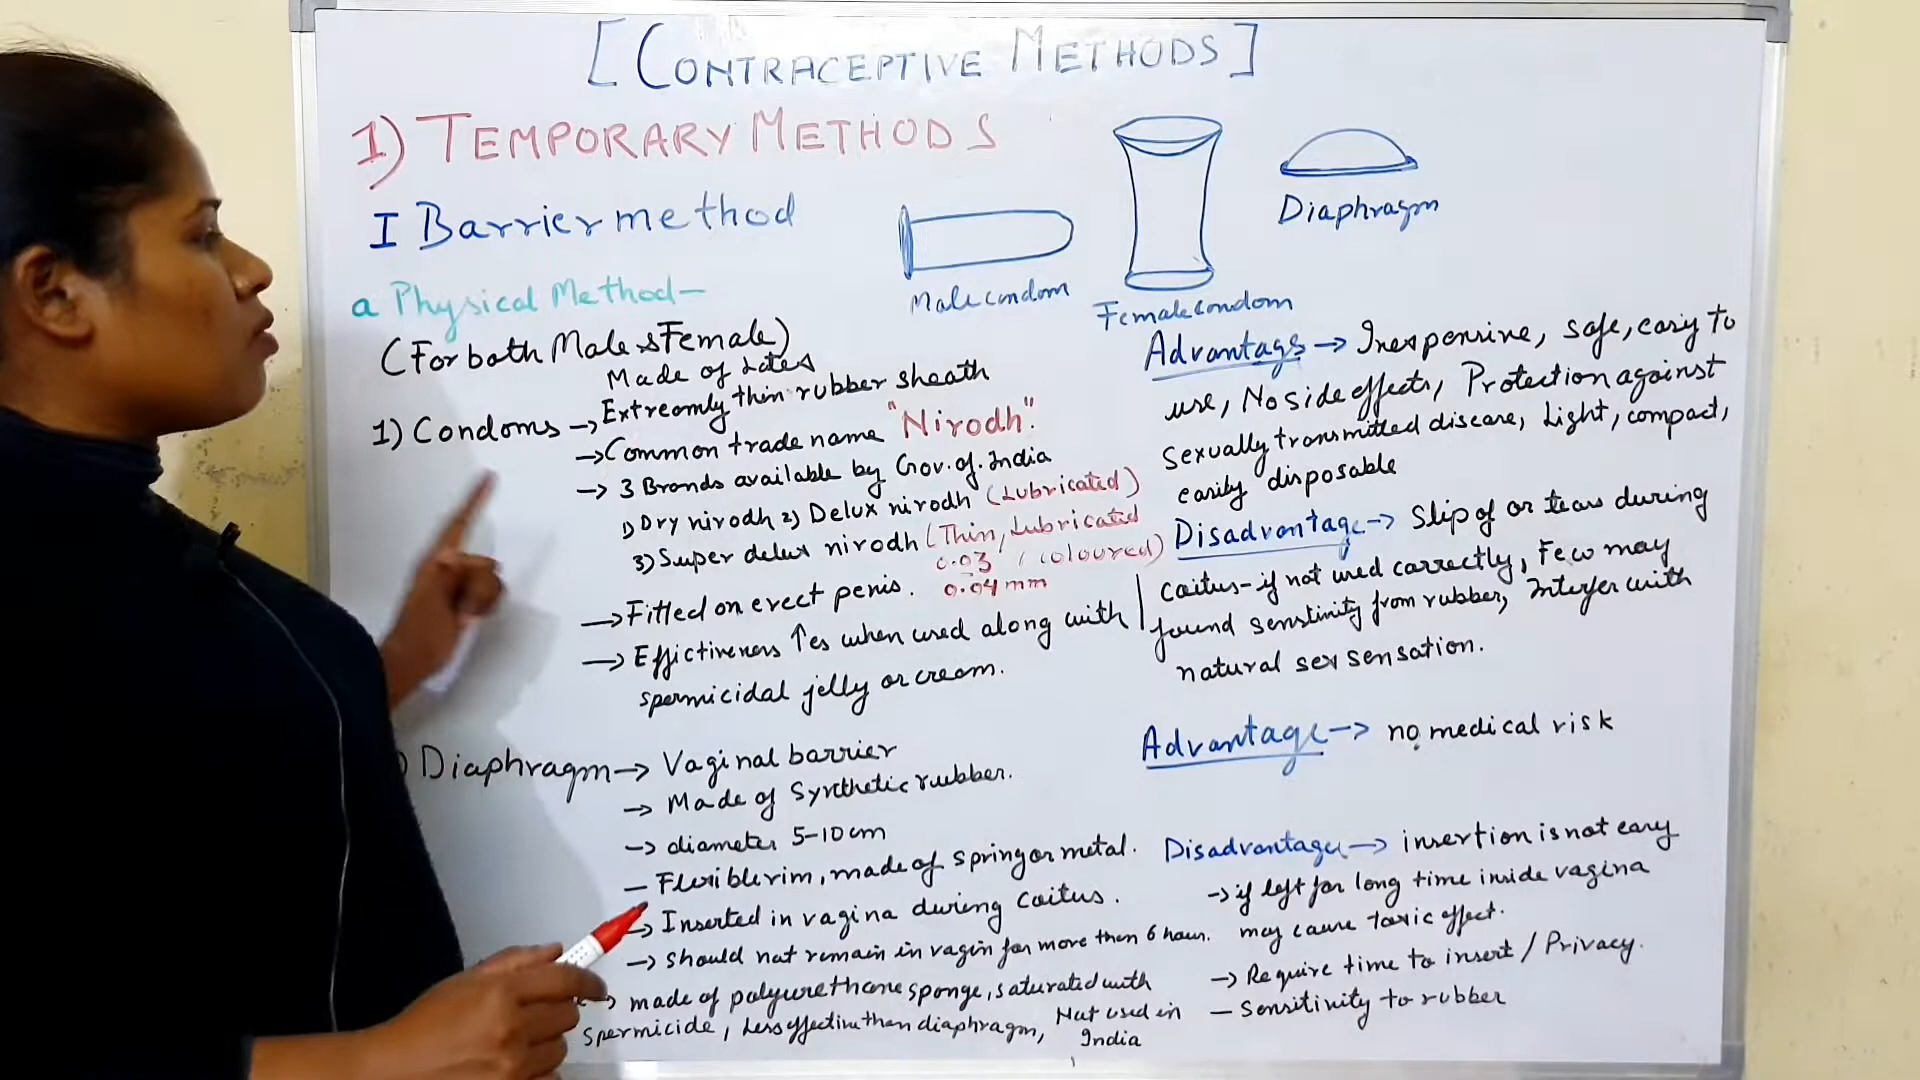 [CONTRACEPTIVE METHODS]
1) TEMPORARY METHODS
I Barrier method
a Physical Method-
(For both Male & Female)
Male condom
Female condom
Diaphragm
Made of Latex
1) Condoms → Extreamly thin rubber sheath
→ Common trade name "Nirodh".
→ 3 Brands available by Gov. of. India
1) Dry nirodh 2) Delux nirodh (Lubricated)
3) Super delux nirodh (Thin, Lubricated
0.03 / coloured)
0.04 mm
→ Fitted on erect penis.
→ Effictiveness ↑es when used along with
spermicidal jelly or cream.
Advantags → Inexpensive, safe, easy to
use, No side effects, Protection against
sexually transmitted disease, Light, compact,
easily disposable
Disadvantage → Slip of or tears during
coitus - if not used correctly, Few may
found senstinity from rubber, Interfer with
natural sex sensation.
) Diaphragm → Vaginal barrier
→ Made of Synthetic rubber.
→ diameter 5-10 cm
- Flexible rim, made of spring or metal.
→ Inserted in vagina during coitus.
→ should not remain in vagin for more then 6 hour.
→ made of polyurethane sponge, saturated with
spermicide, Less effective than diaphragm, Not used in
India
Advantage → no medical risk
Disadvantage → insertion is not easy
→ if left for long time inside vagina
may cause toxic effect.
→ Require time to insert / Privacy.
- Sensitinity to rubber